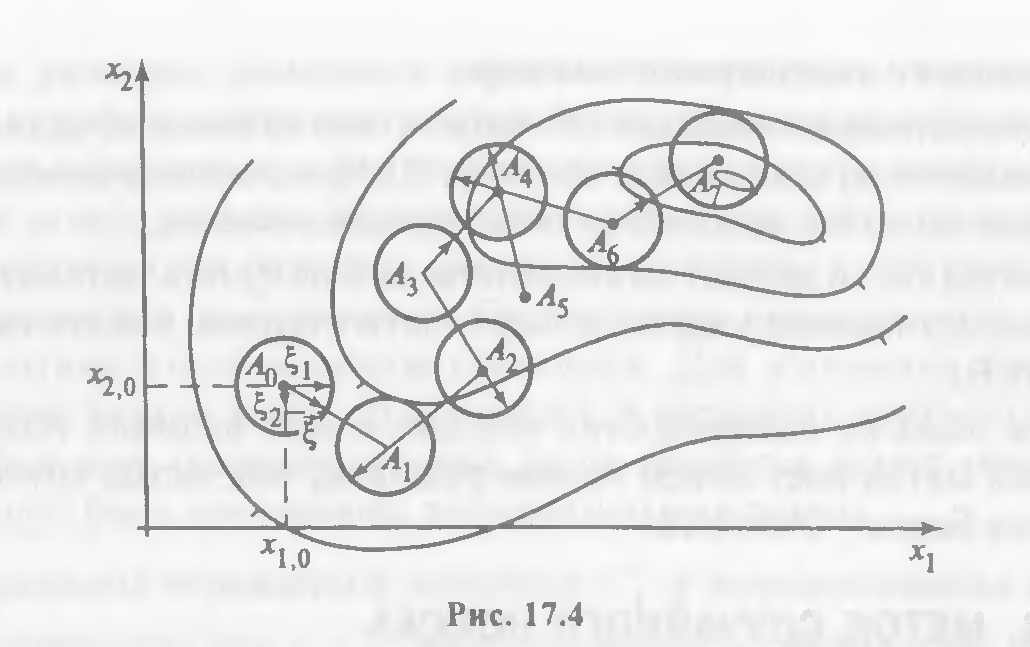 x₂
A₄
A₇
A₆
A₃
A₅
A₂
x₂,₀
A₀
ξ₁
ξ₂
ξ
A₁
x₁,₀
x₁
Рис. 17.4